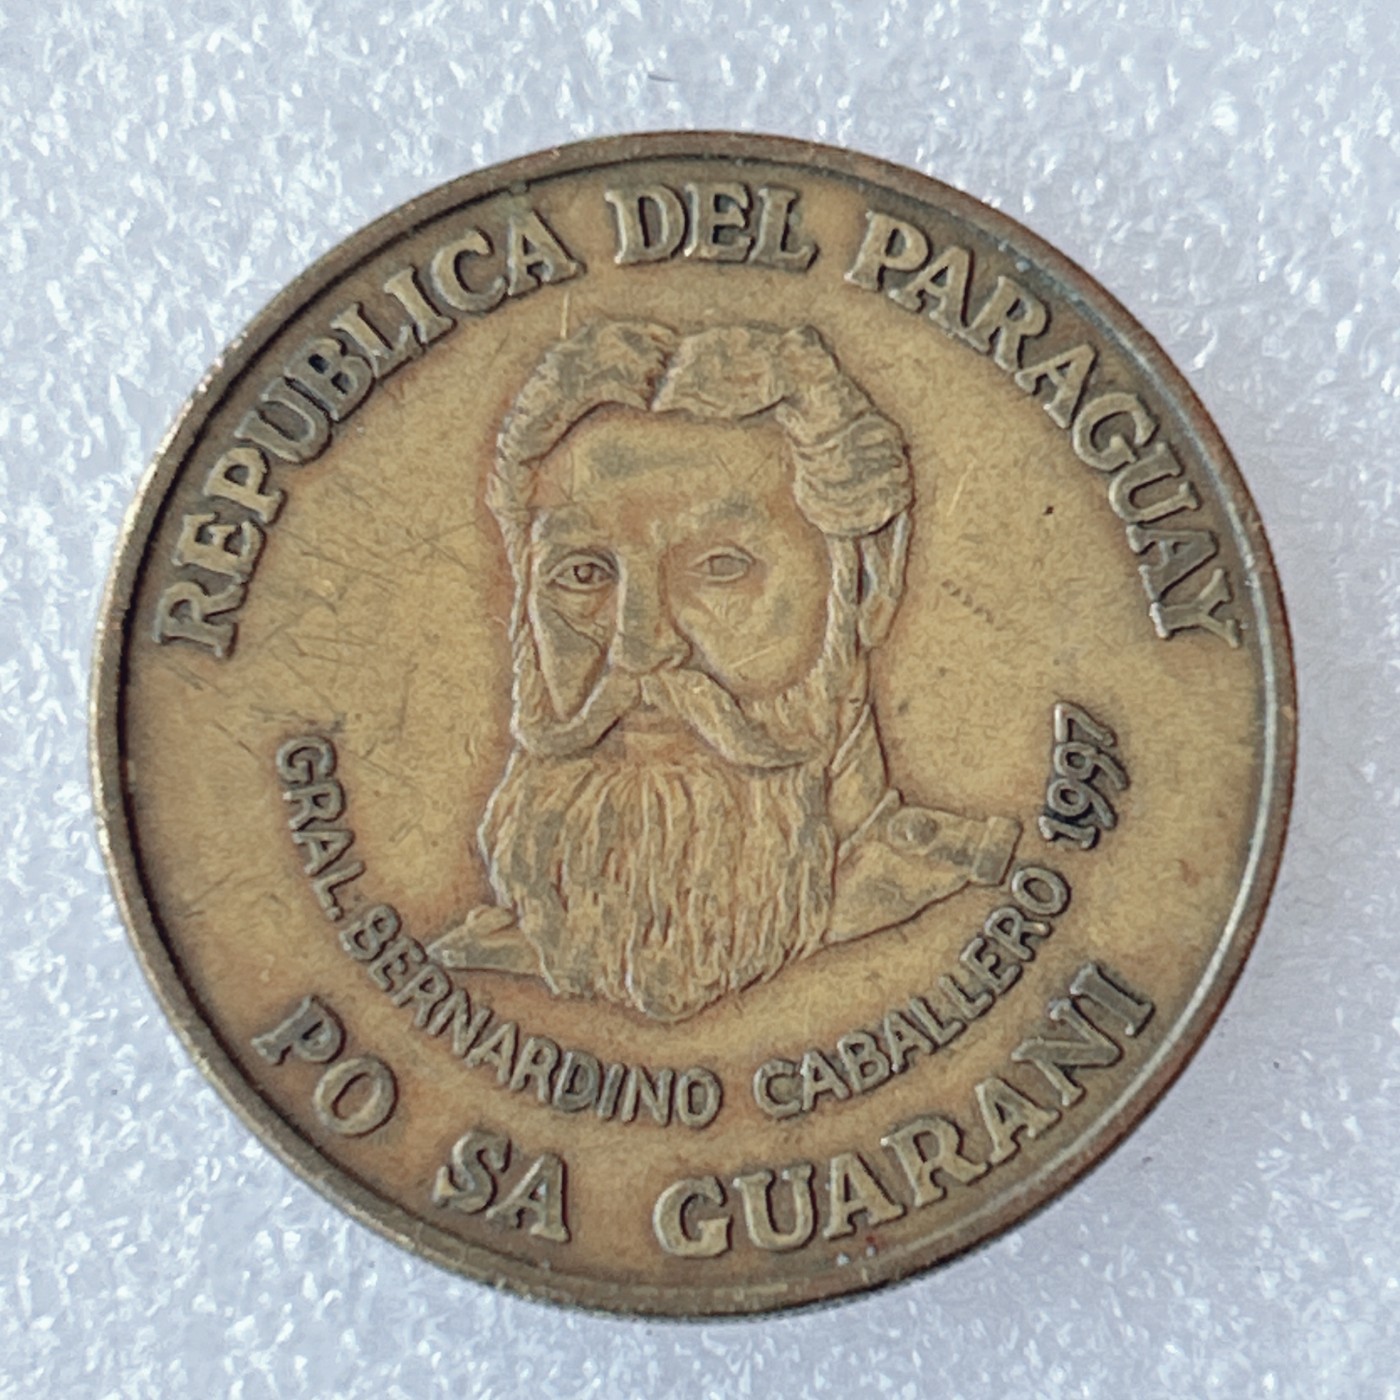 REPUBLICA DEL PARAGUAY
GRAL. BERNARDINO CABALLERO 1997
PO SA GUARANI